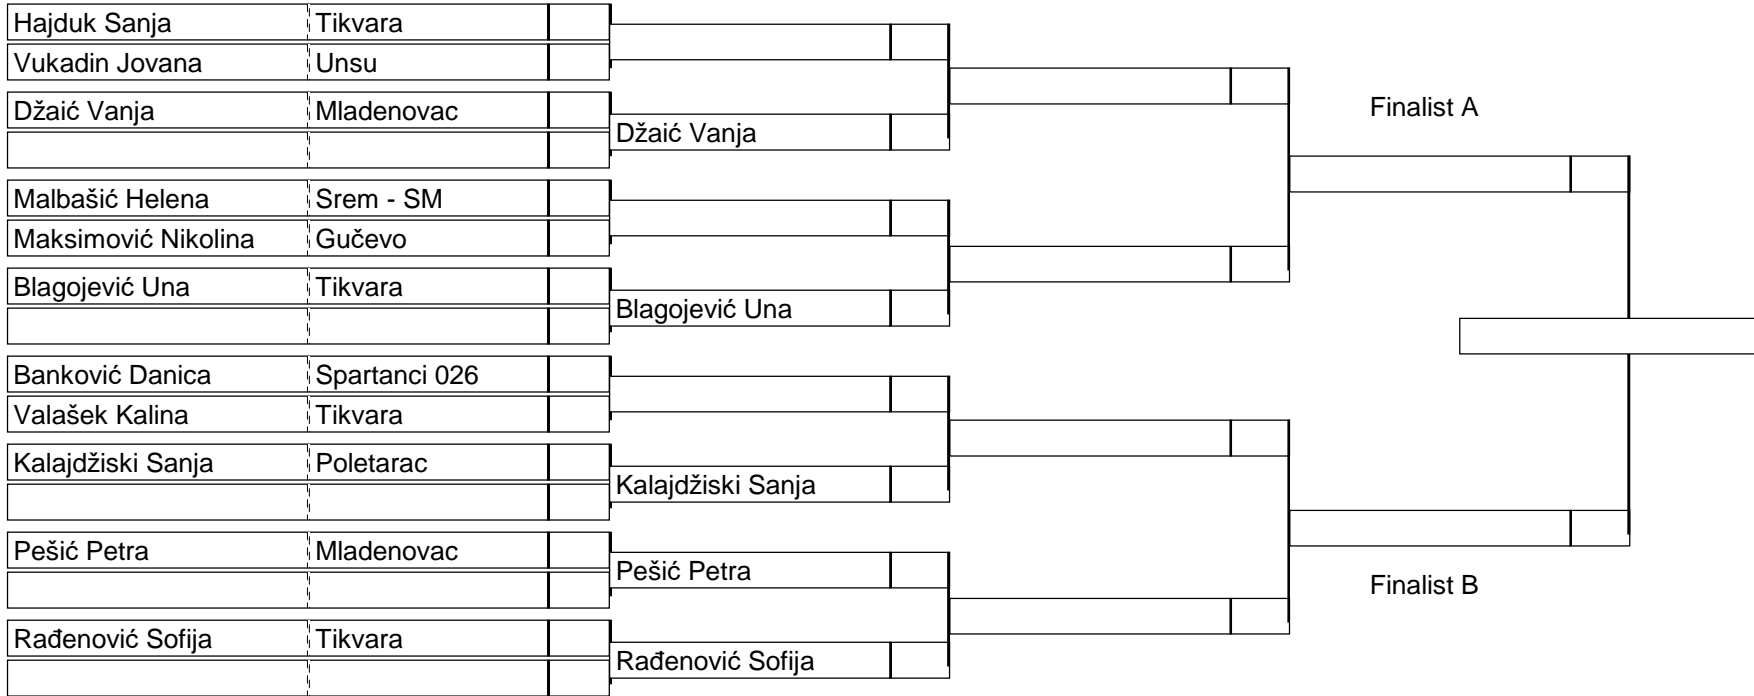 Hajduk Sanja Tikvara
Vukadin Jovana Unsu
Džaić Vanja Mladenovac
Džaić Vanja
Malbašić Helena Srem - SM
Maksimović Nikolina Gučevo
Blagojević Una Tikvara
Blagojević Una
Banković Danica Spartanci 026
Valašek Kalina Tikvara
Kalajdžiski Sanja Poletarac
Kalajdžiski Sanja
Pešić Petra Mladenovac
Pešić Petra
Rađenović Sofija Tikvara
Rađenović Sofija
Finalist A
Finalist B